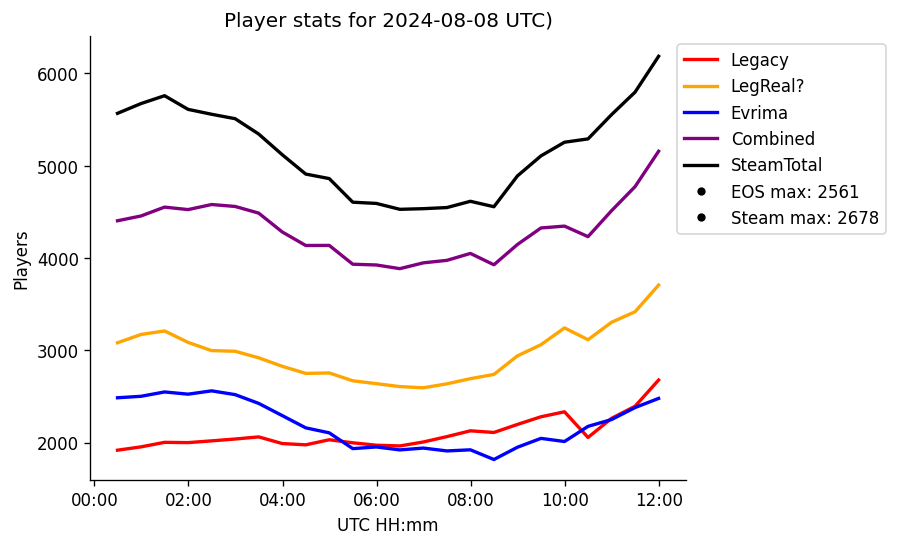 Player stats for 2024-08-08 UTC)
Players
6000
5000
4000
3000
2000
00:00 02:00 04:00 06:00 08:00 10:00 12:00
UTC HH:mm
Legacy
LegReal?
Evrima
Combined
SteamTotal
EOS max: 2561
Steam max: 2678